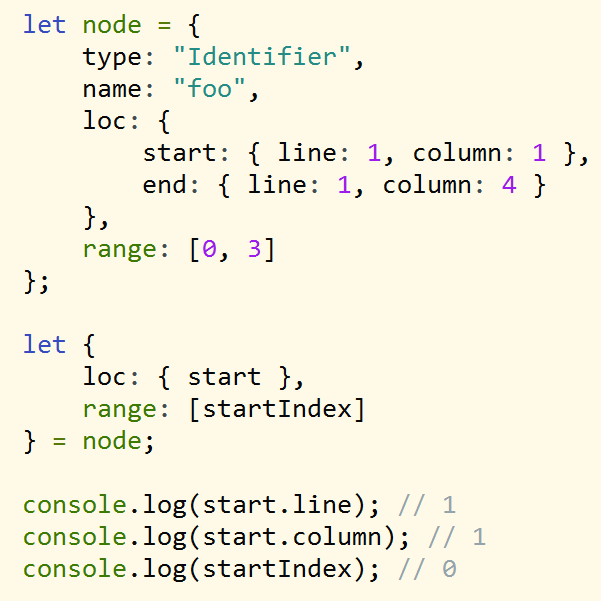 let node = {
    type: "Identifier",
    name: "foo",
    loc: {
        start: { line: 1, column: 1 },
        end: { line: 1, column: 4 }
    },
    range: [0, 3]
};

let {
    loc: { start },
    range: [startIndex]
} = node;

console.log(start.line); // 1
console.log(start.column); // 1
console.log(startIndex); // 0